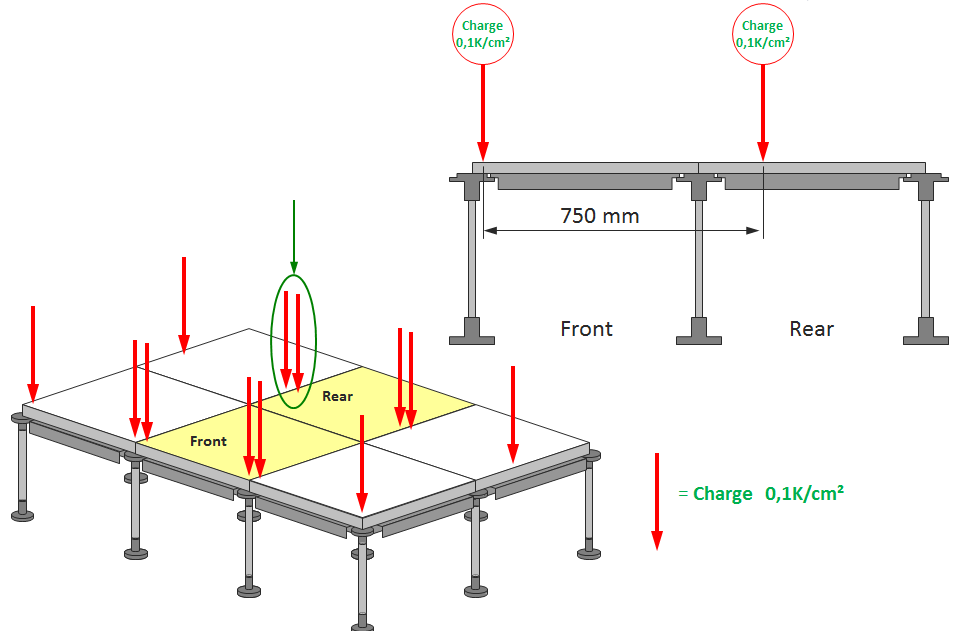 Charge
0,1K/cm²
Charge
0,1K/cm²
750 mm
Front
Rear
Rear
Front
= Charge 0,1K/cm²